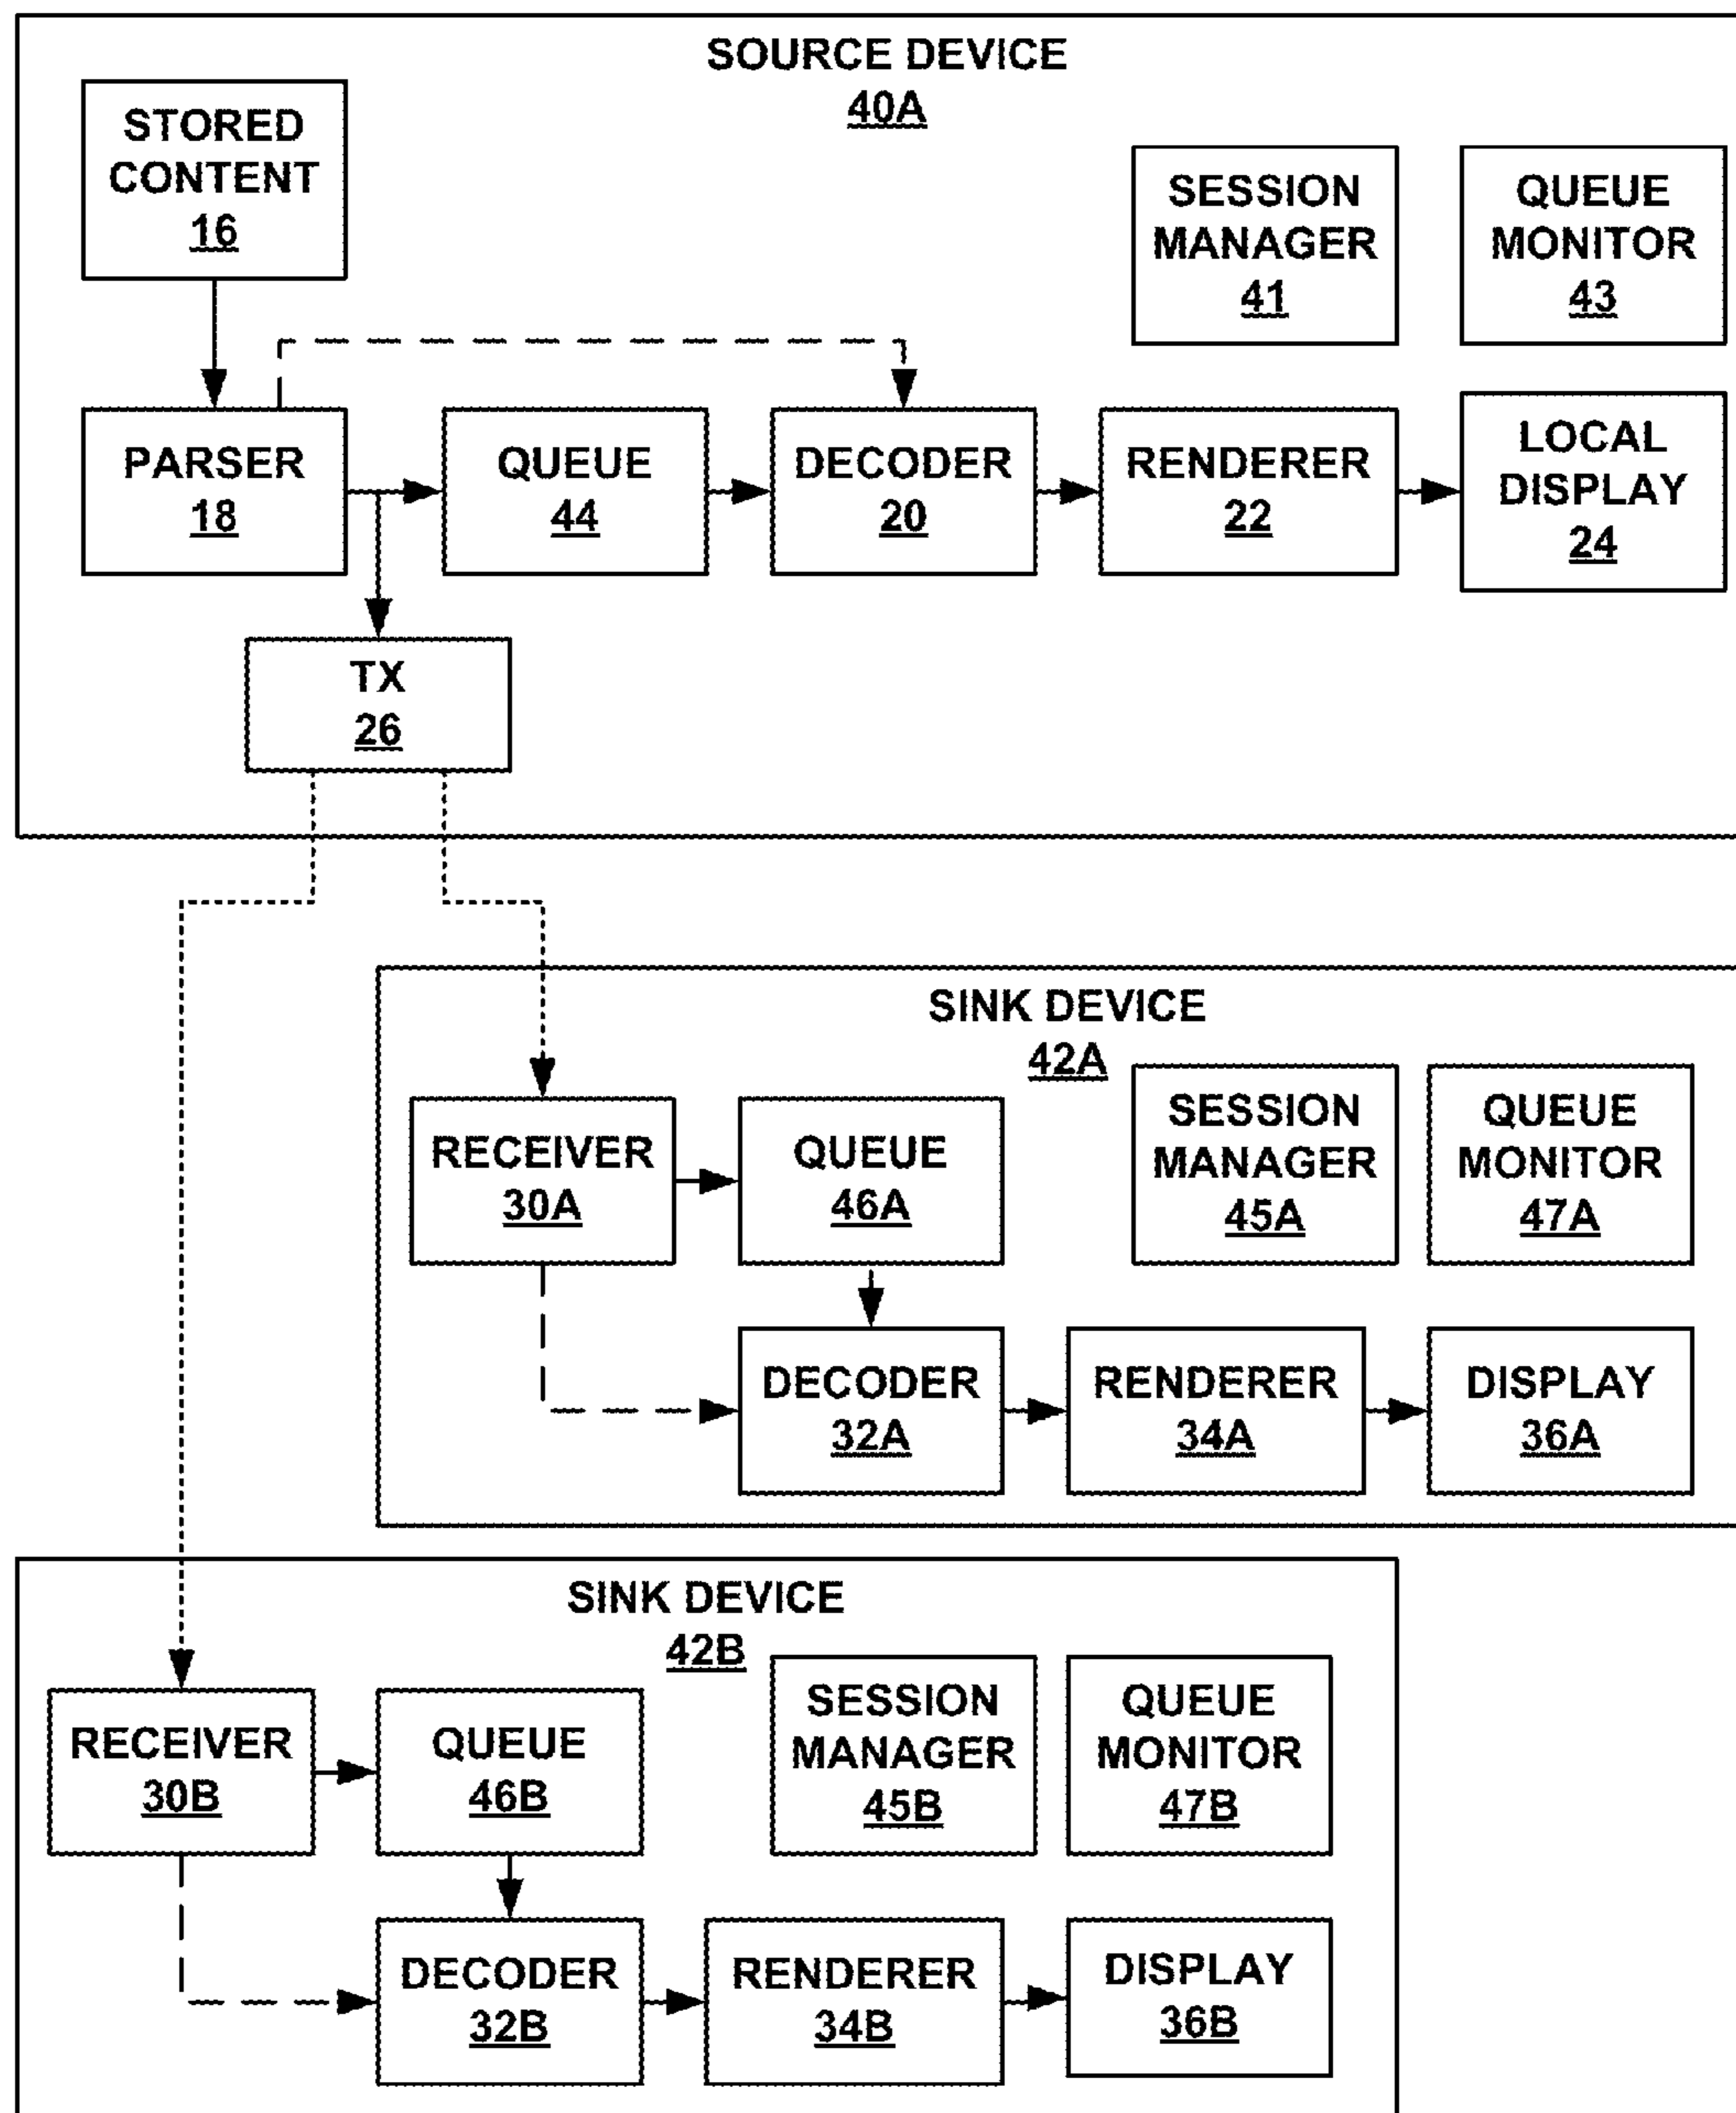 SOURCE DEVICE
40A
STORED
CONTENT
16
SESSION
MANAGER
41
QUEUE
MONITOR
43
PARSER
18
QUEUE
44
DECODER
20
RENDERER
22
LOCAL
DISPLAY
24
TX
26
SINK DEVICE
42A
RECEIVER
30A
QUEUE
46A
SESSION
MANAGER
45A
QUEUE
MONITOR
47A
DECODER
32A
RENDERER
34A
DISPLAY
36A
SINK DEVICE
42B
RECEIVER
30B
QUEUE
46B
SESSION
MANAGER
45B
QUEUE
MONITOR
47B
DECODER
32B
RENDERER
34B
DISPLAY
36B